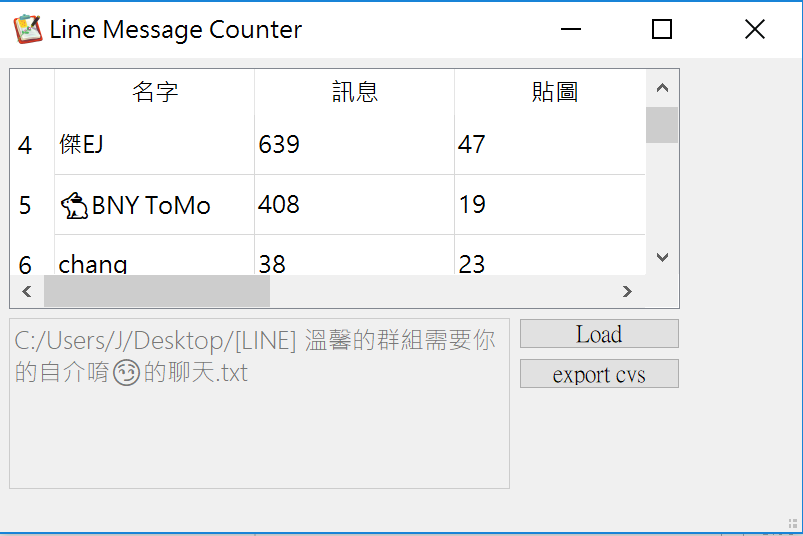 Line Message Counter
名字 訊息 貼圖
4 傑EJ 639 47
5 🐇BNY ToMo 408 19
6 chang 38 23
C:/Users/J/Desktop/[LINE] 溫馨的群組需要你
的自介唷😏的聊天.txt
Load
export cvs